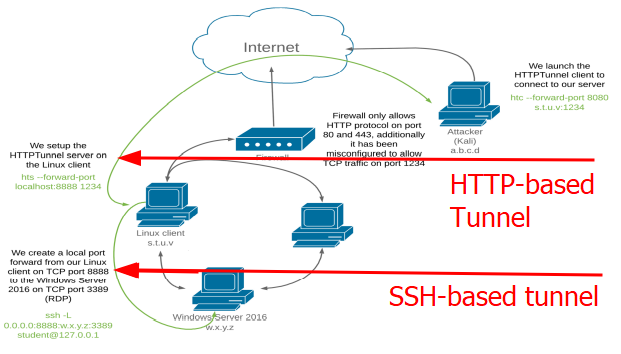 Internet
We launch the
HTTPTunnel client to
connect to our server
htc --forward-port 8080
s.t.u.v:1234
Attacker
(Kali)
a.b.c.d
Firewall only allows
HTTP protocol on port
80 and 443, additionally
it has been
misconfigured to allow
TCP traffic on port 1234
Firewall
We setup the
HTTPTunnel server on
the Linux client
hts --forward-port
localhost:8888 1234
HTTP-based
Tunnel
Linux client
s.t.u.v
We create a local port
forward from our Linux
client on TCP port 8888
to the Windows Server
2016 on TCP port 3389
(RDP)
ssh -L
0.0.0.0:8888:w.x.y.z:3389
student@127.0.0.1
SSH-based tunnel
Windows Server 2016
w.x.y.z